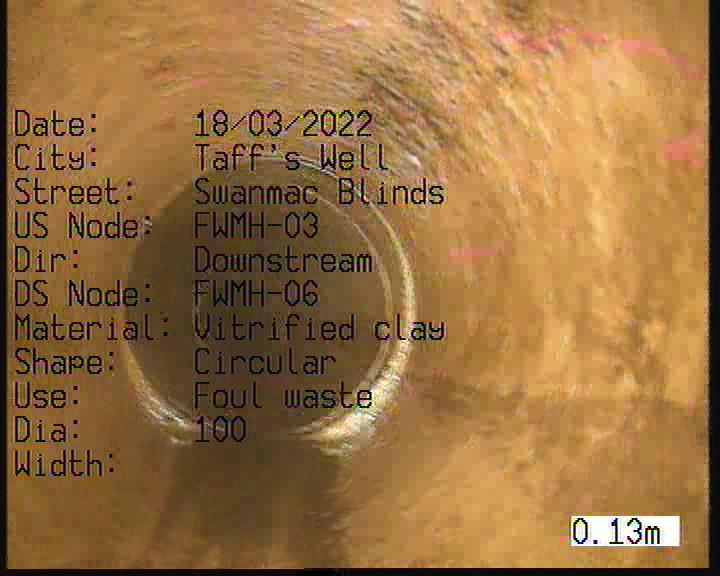 Date: 18/03/2022
City: Taff's Well
Street: Swanmac Blinds
US Node: FWMH-03
Dir: Downstream
DS Node: FWMH-06
Material: Vitrified clay
Shape: Circular
Use: Foul waste
Dia: 100
Width:
0.13m